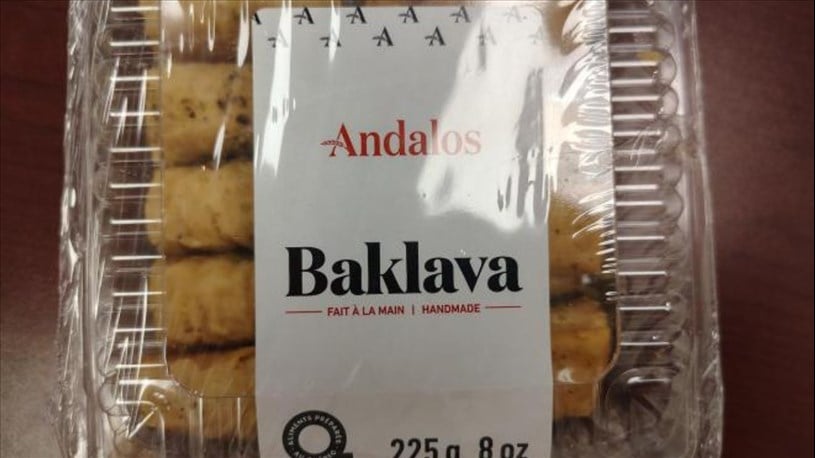 Andalos
Baklava
FAIT À LA MAIN | HANDMADE
ALIMENTS PRÉPARÉS
225 g 8 oz